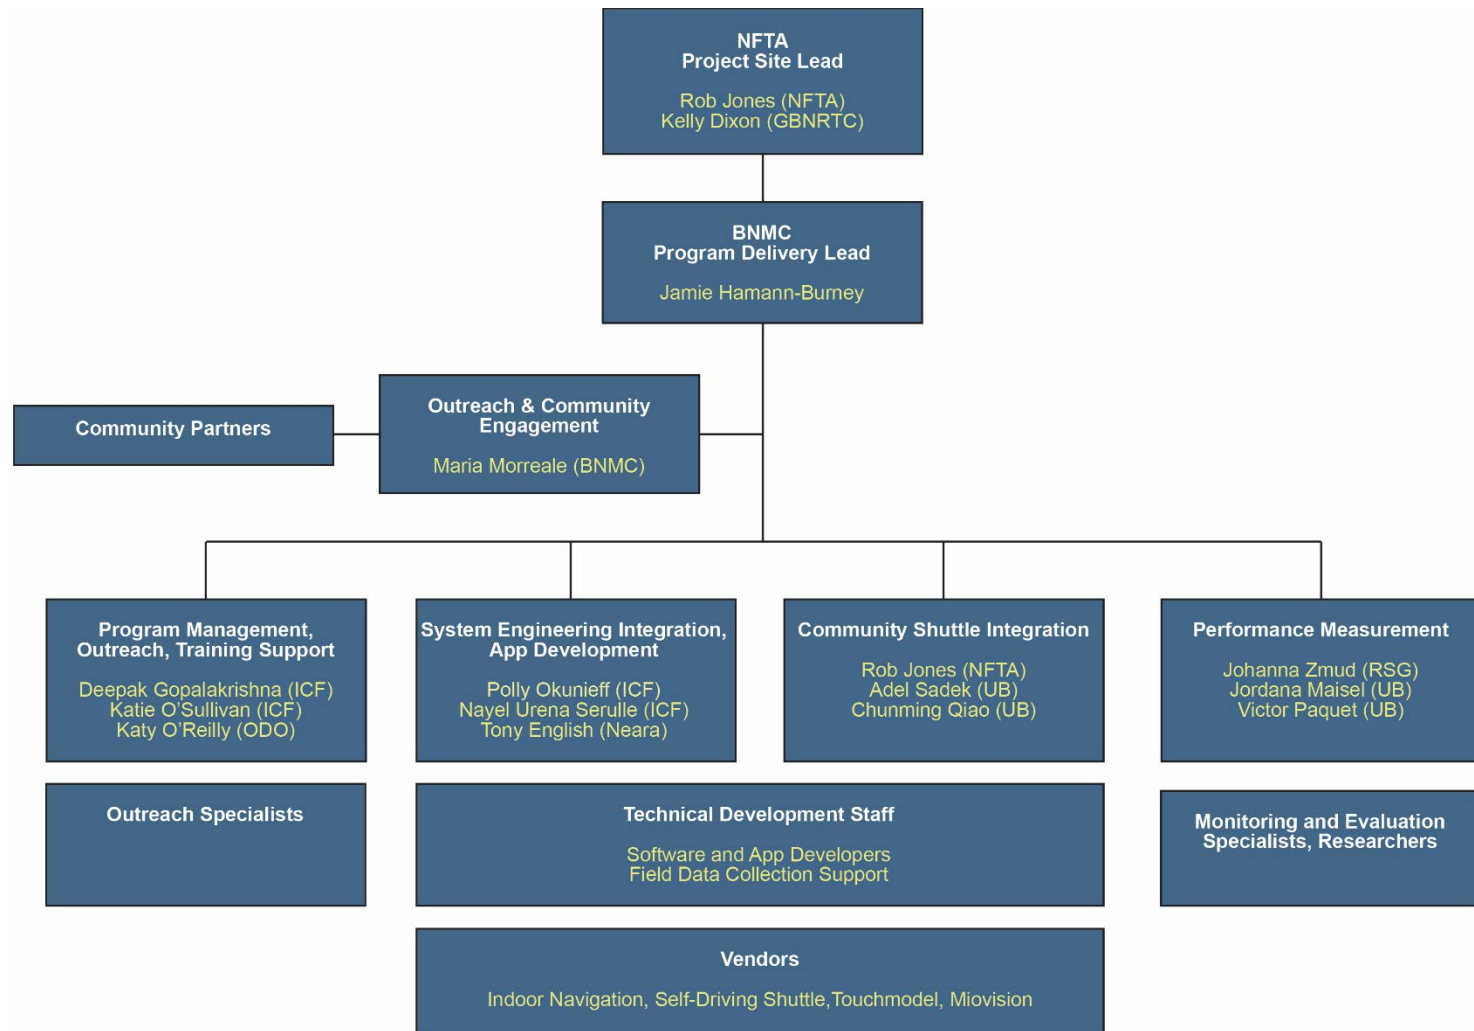 NFTA
Project Site Lead
Rob Jones (NFTA)
Kelly Dixon (GBNRTC)
BNMC
Program Delivery Lead
Jamie Hamann-Burney
Community Partners
Outreach & Community
Engagement
Maria Morreale (BNMC)
Program Management,
Outreach, Training Support
Deepak Gopalakrishna (ICF)
Katie O’Sullivan (ICF)
Katy O’Reilly (ODO)
System Engineering Integration,
App Development
Polly Okunieff (ICF)
Nayel Urena Serulle (ICF)
Tony English (Neara)
Community Shuttle Integration
Rob Jones (NFTA)
Adel Sadek (UB)
Chunming Qiao (UB)
Performance Measurement
Johanna Zmud (RSG)
Jordana Maisel (UB)
Victor Paquet (UB)
Outreach Specialists
Technical Development Staff
Software and App Developers
Field Data Collection Support
Monitoring and Evaluation
Specialists, Researchers
Vendors
Indoor Navigation, Self-Driving Shuttle,Touchmodel, Miovision